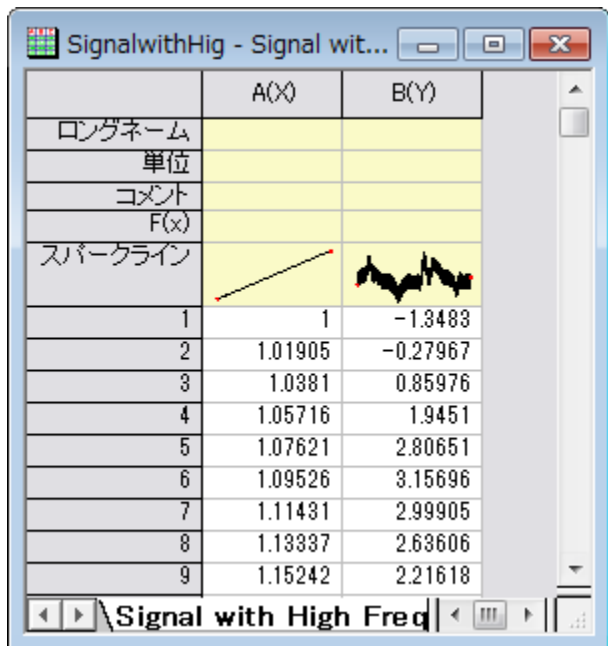 SignalwithHig - Signal wit...
A(X) B(Y)
ロングネーム
単位
コメント
F(x)
スパークライン
1 1 -1.3483
2 1.01905 -0.27967
3 1.0381 0.85976
4 1.05716 1.9451
5 1.07621 2.80651
6 1.09526 3.15696
7 1.11431 2.99905
8 1.13337 2.63606
9 1.15242 2.21618
Signal with High Freq